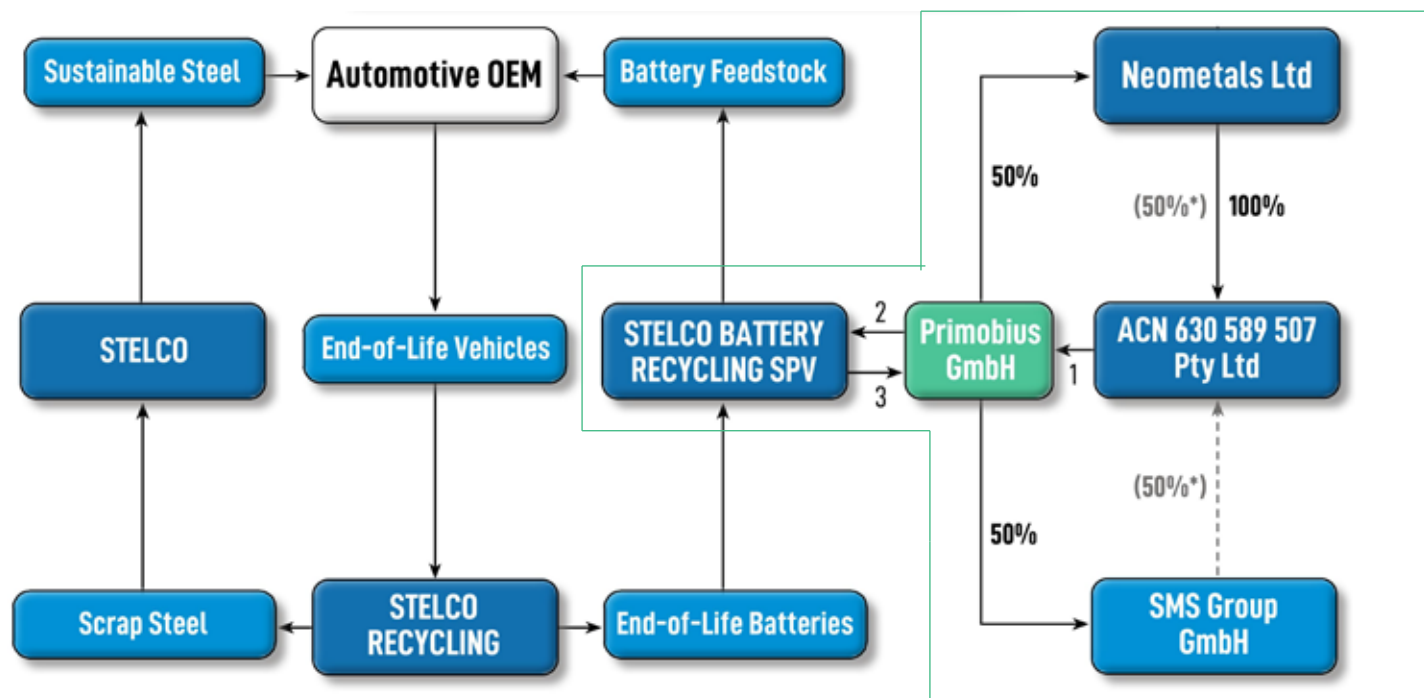 Sustainable Steel
Automotive OEM
Battery Feedstock
Neometals Ltd
50%
(50%*)
100%
STELCO
End-of-Life Vehicles
STELCO BATTERY
RECYCLING SPV
2
3
Primobius
GmbH
1
ACN 630 589 507
Pty Ltd
(50%*)
50%
Scrap Steel
STELCO
RECYCLING
End-of-Life Batteries
SMS Group
GmbH